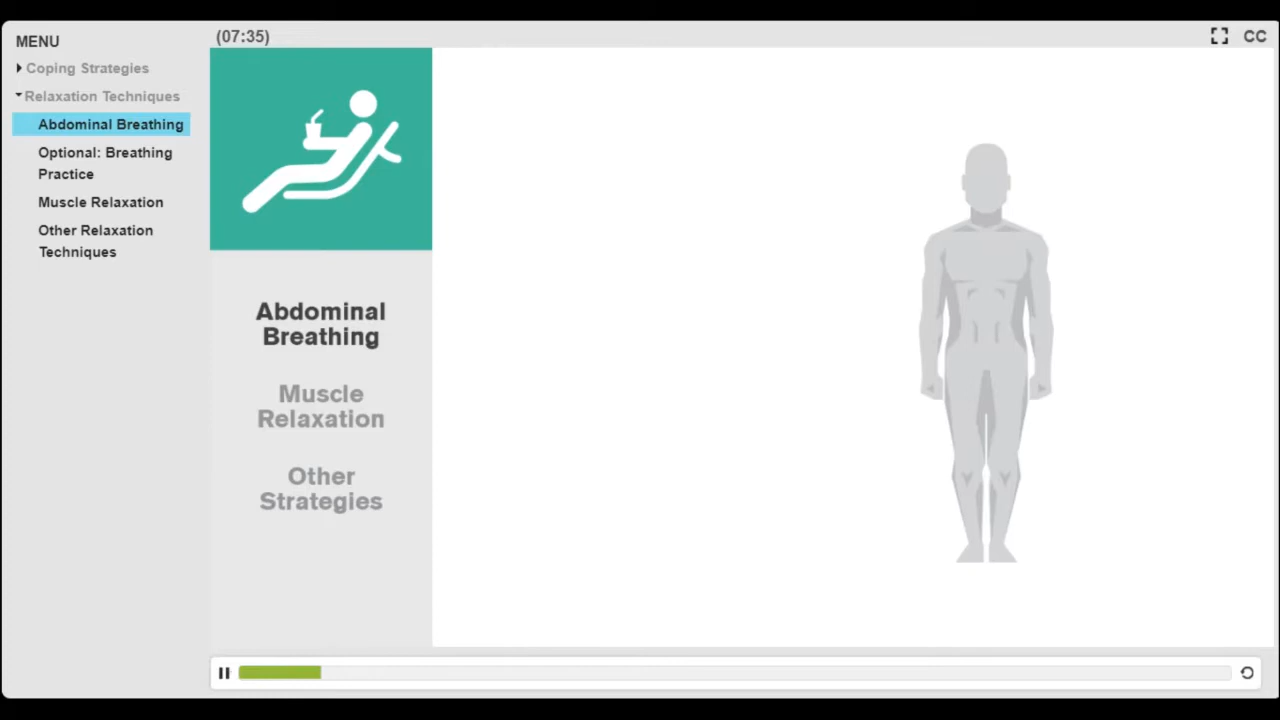 MENU
Coping Strategies
Relaxation Techniques
Abdominal Breathing
Optional: Breathing
Practice
Muscle Relaxation
Other Relaxation
Techniques
(07:35)
CC
Abdominal
Breathing
Muscle
Relaxation
Other
Strategies